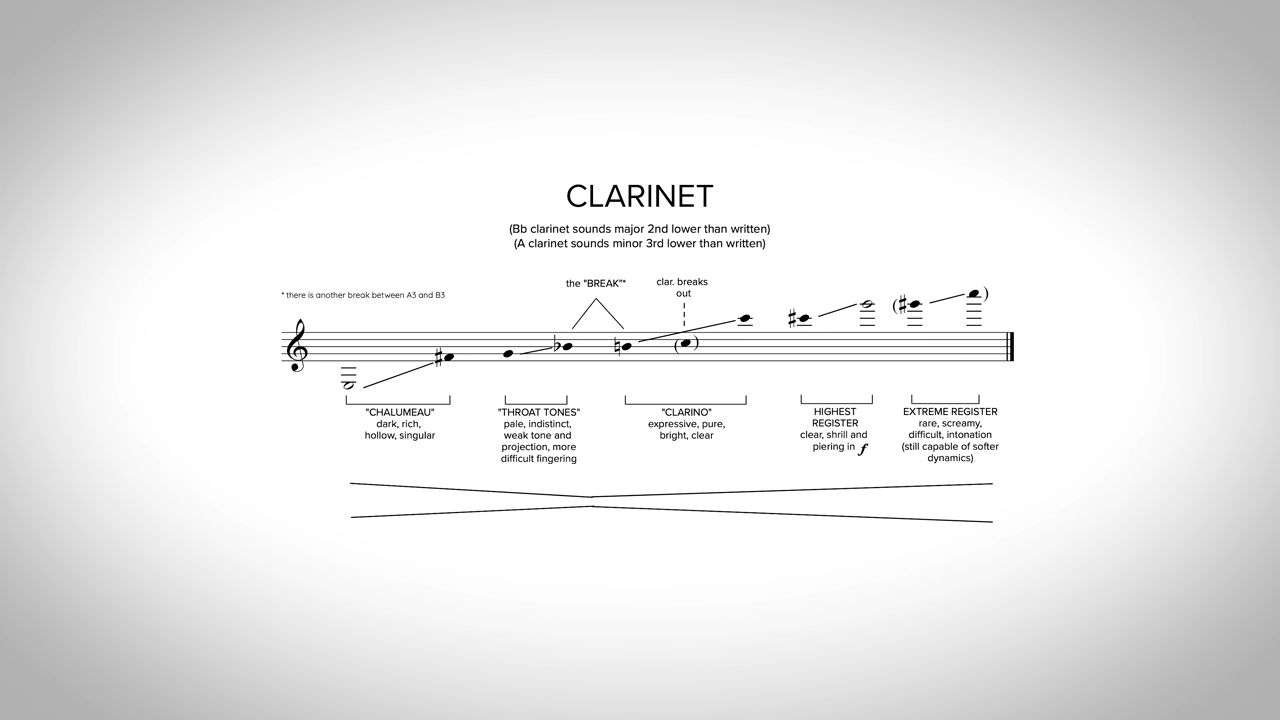 CLARINET
(Bb clarinet sounds major 2nd lower than written)
(A clarinet sounds minor 3rd lower than written)
the "BREAK"*
clar. breaks
out
* there is another break between A3 and B3
"CHALUMEAU"
dark, rich,
hollow, singular
"THROAT TONES"
pale, indistinct,
weak tone and
projection, more
difficult fingering
"CLARINO"
expressive, pure,
bright, clear
HIGHEST
REGISTER
clear, shrill and
piering in f
EXTREME REGISTER
rare, screamy,
difficult, intonation
(still capable of softer
dynamics)